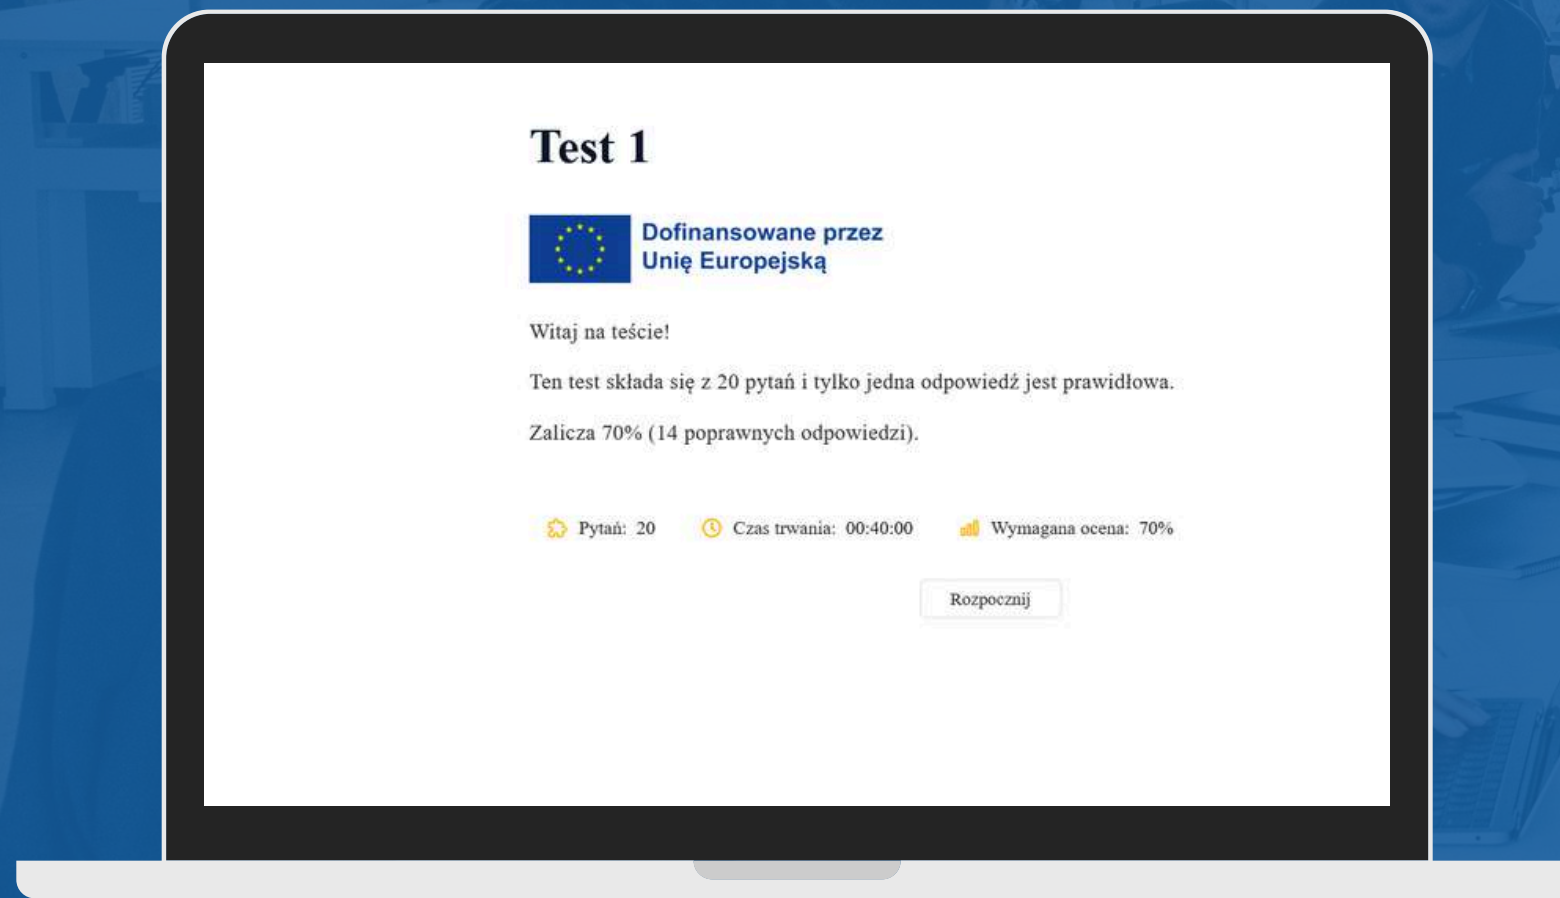 Test 1
Dofinansowane przez
Unię Europejską
Witaj na teście!
Ten test składa się z 20 pytań i tylko jedna odpowiedź jest prawidłowa.
Zalicza 70% (14 poprawnych odpowiedzi).
Pytań: 20 Czas trwania: 00:40:00 Wymagana ocena: 70%
Rozpocznij